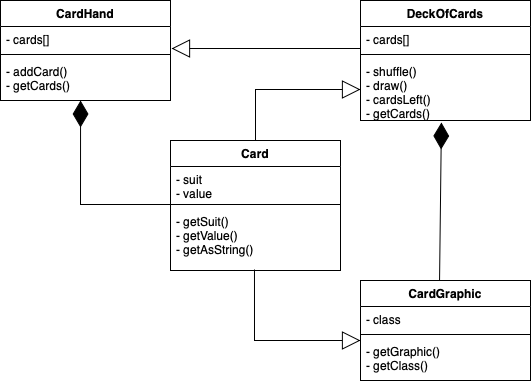 CardHand
- cards[]
- addCard()
- getCards()
DeckOfCards
- cards[]
- shuffle()
- draw()
- cardsLeft()
- getCards()
Card
- suit
- value
- getSuit()
- getValue()
- getAsString()
CardGraphic
- class
- getGraphic()
- getClass()